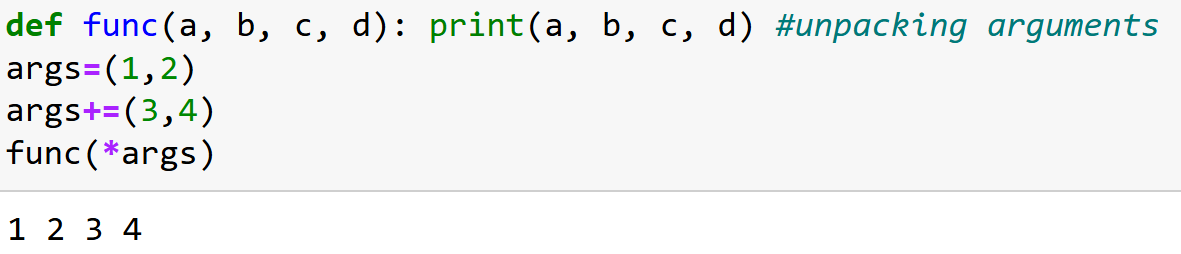 def func(a, b, c, d): print(a, b, c, d) #unpacking arguments
args=(1,2)
args+=(3,4)
func(*args)
1 2 3 4